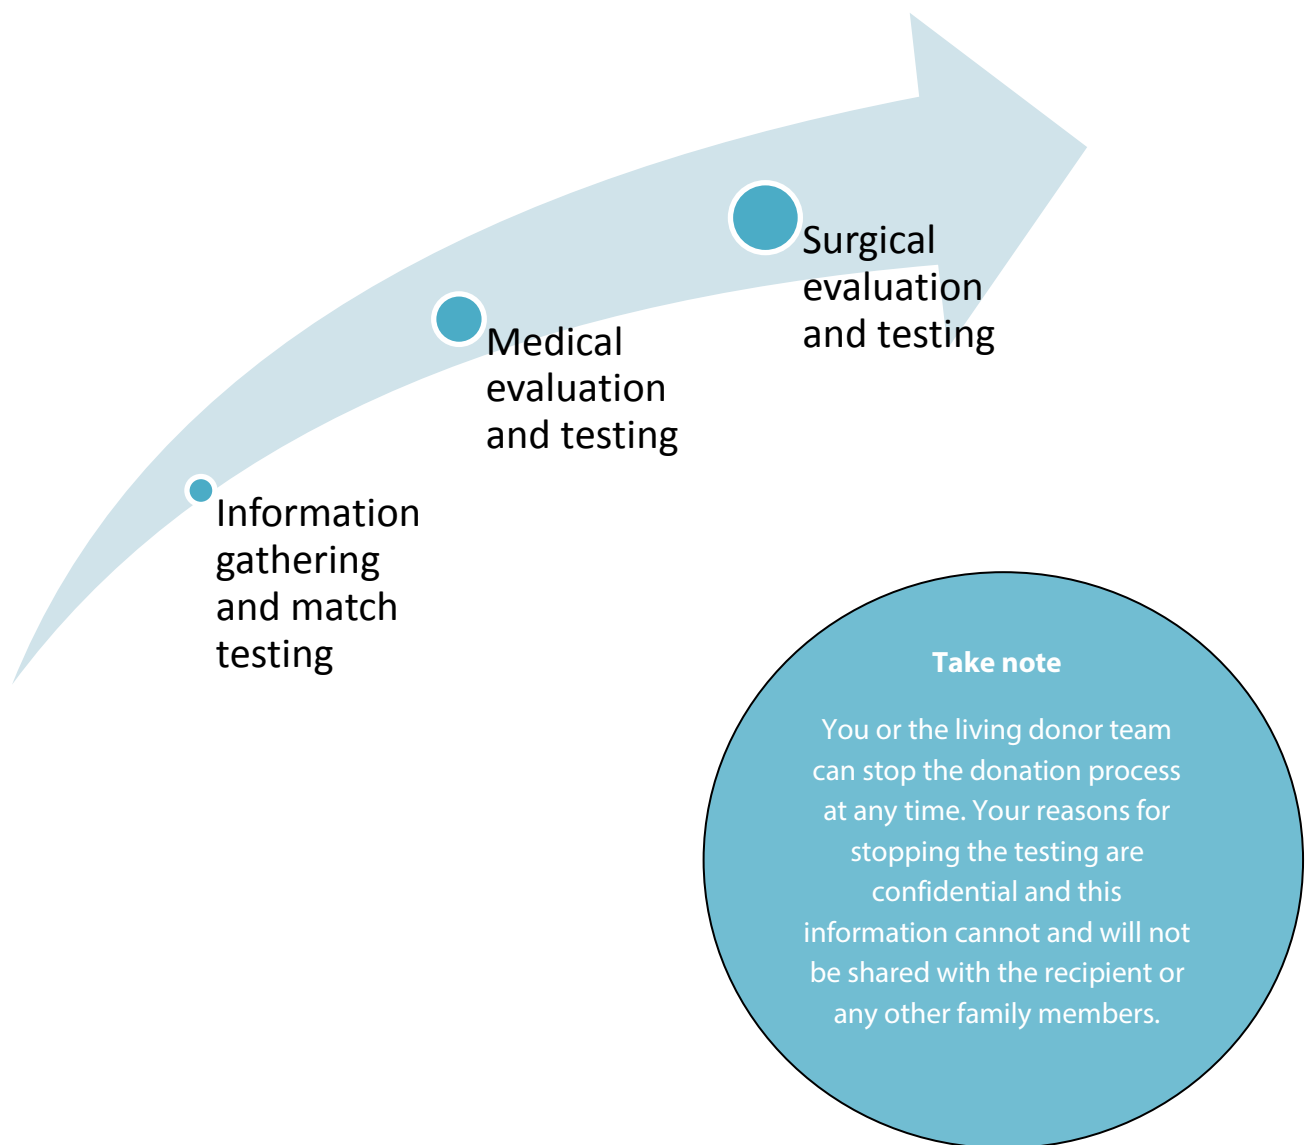 Information
gathering
and match
testing
Medical
evaluation
and testing
Surgical
evaluation
and testing
Take note
You or the living donor team
can stop the donation process
at any time. Your reasons for
stopping the testing are
confidential and this
information cannot and will not
be shared with the recipient or
any other family members.